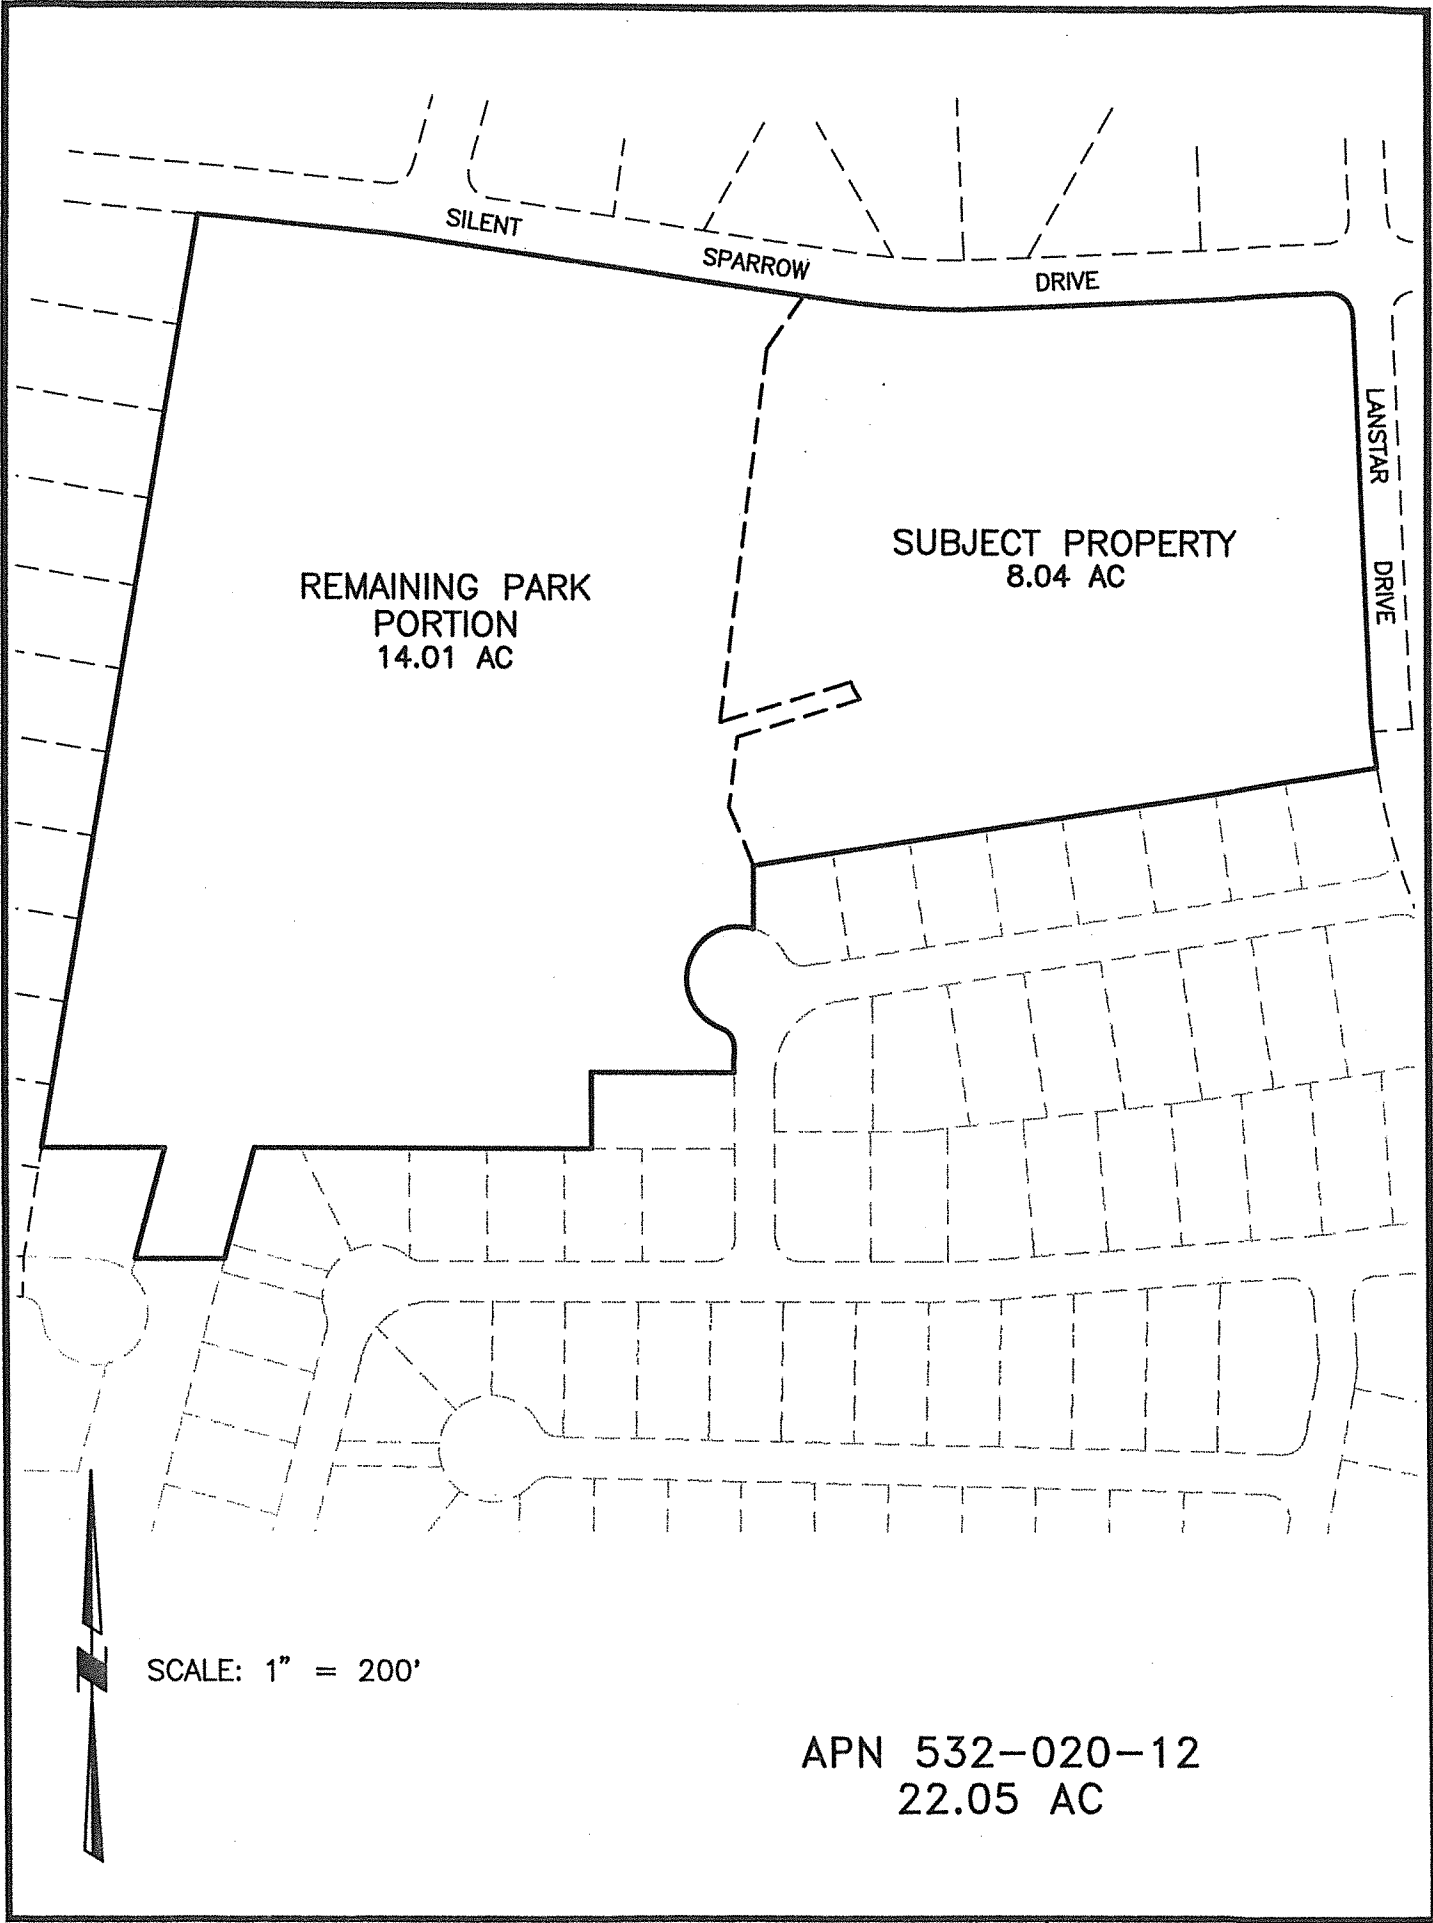 SILENT
SPARROW
DRIVE
LANSTAR
DRIVE
SUBJECT PROPERTY
8.04 AC
REMAINING PARK
PORTION
14.01 AC
N
SCALE: 1" = 200'
APN 532-020-12
22.05 AC